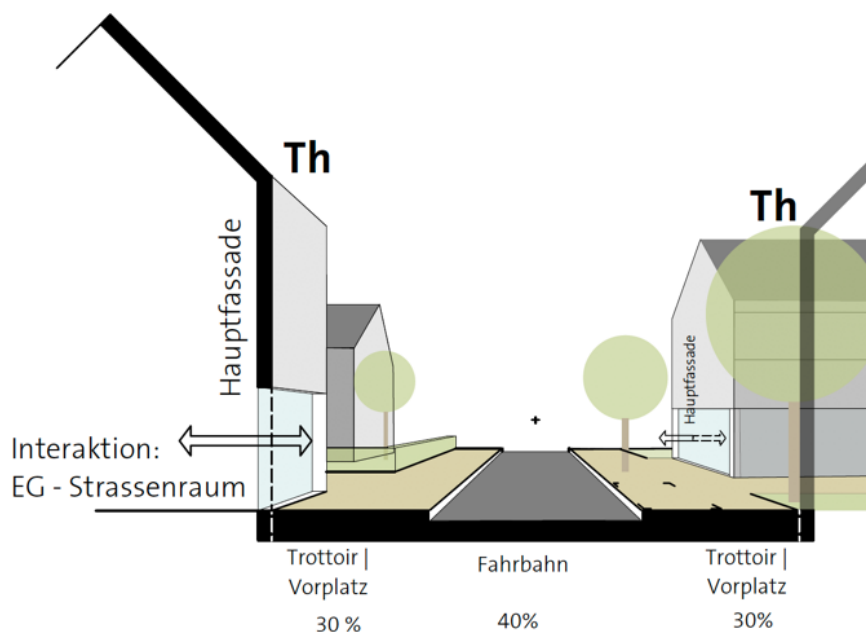 Th
Th
Hauptfassade
Hauptfassade
Interaktion:
EG - Strassenraum
Trottoir |
Vorplatz
30 %
Fahrbahn
40%
Trottoir |
Vorplatz
30%